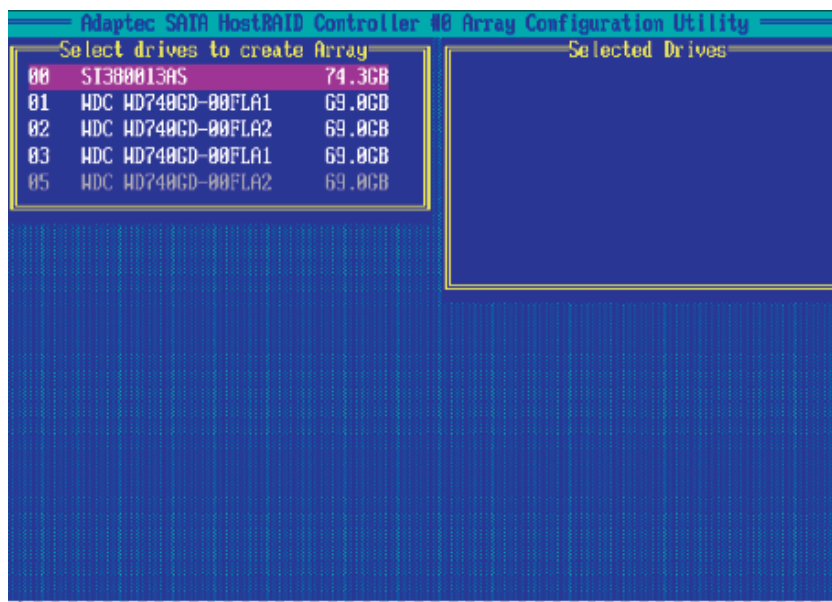 Adaptec SATA HostRAID Controller #0 Array Configuration Utility
Select drives to create Array
Selected Drives
00 ST380013AS 74.3GB
01 WDC WD740GD-00FLA1 69.0GB
02 WDC WD740GD-00FLA2 69.0GB
03 WDC WD740GD-00FLA1 69.0GB
05 WDC WD740GD-00FLA2 69.0GB